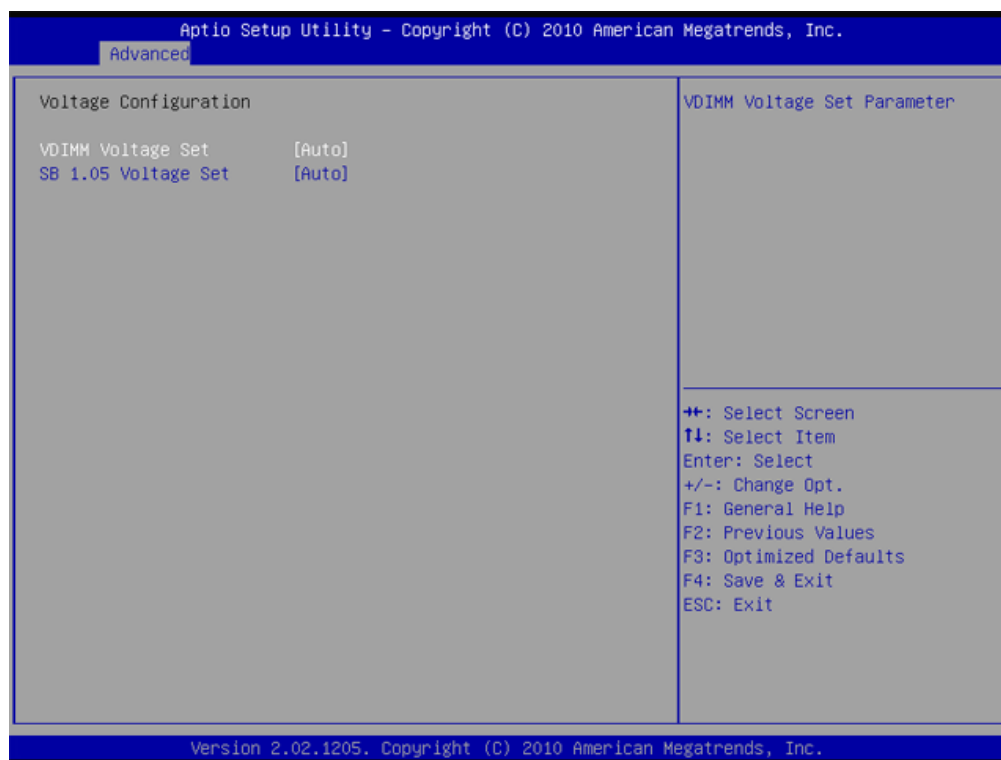 Aptio Setup Utility – Copyright (C) 2010 American Megatrends, Inc.
Advanced
Voltage Configuration
VDIMM Voltage Set [Auto]
SB 1.05 Voltage Set [Auto]
VDIMM Voltage Set Parameter
→←: Select Screen
↑↓: Select Item
Enter: Select
+/-: Change Opt.
F1: General Help
F2: Previous Values
F3: Optimized Defaults
F4: Save & Exit
ESC: Exit
Version 2.02.1205. Copyright (C) 2010 American Megatrends, Inc.